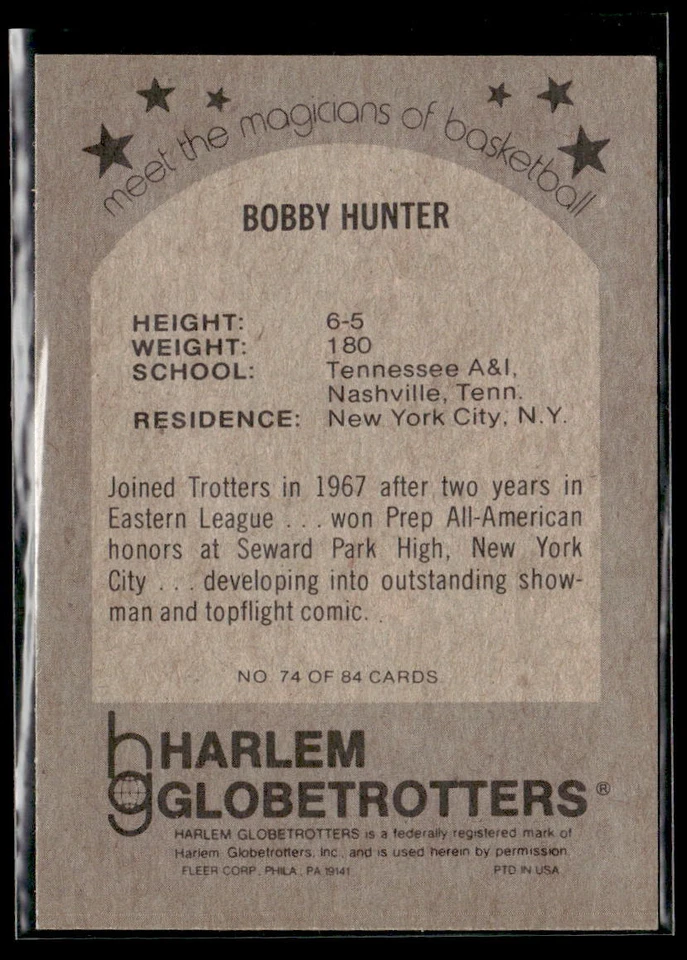 meet the magicians of basketball
BOBBY HUNTER
HEIGHT: 6-5
WEIGHT: 180
SCHOOL: Tennessee A&I,
Nashville, Tenn.
RESIDENCE: New York City, N.Y.
Joined Trotters in 1967 after two years in
Eastern League . . . won Prep All-American
honors at Seward Park High, New York
City . . . developing into outstanding show-
man and topflight comic.
NO. 74 OF 84 CARDS
hg HARLEM
GLOBETROTTERS®
HARLEM GLOBETROTTERS is a federally registered mark of
Harlem Globetrotters, Inc., and is used herein by permission.
FLEER CORP., PHILA., PA 19141 PTD IN USA